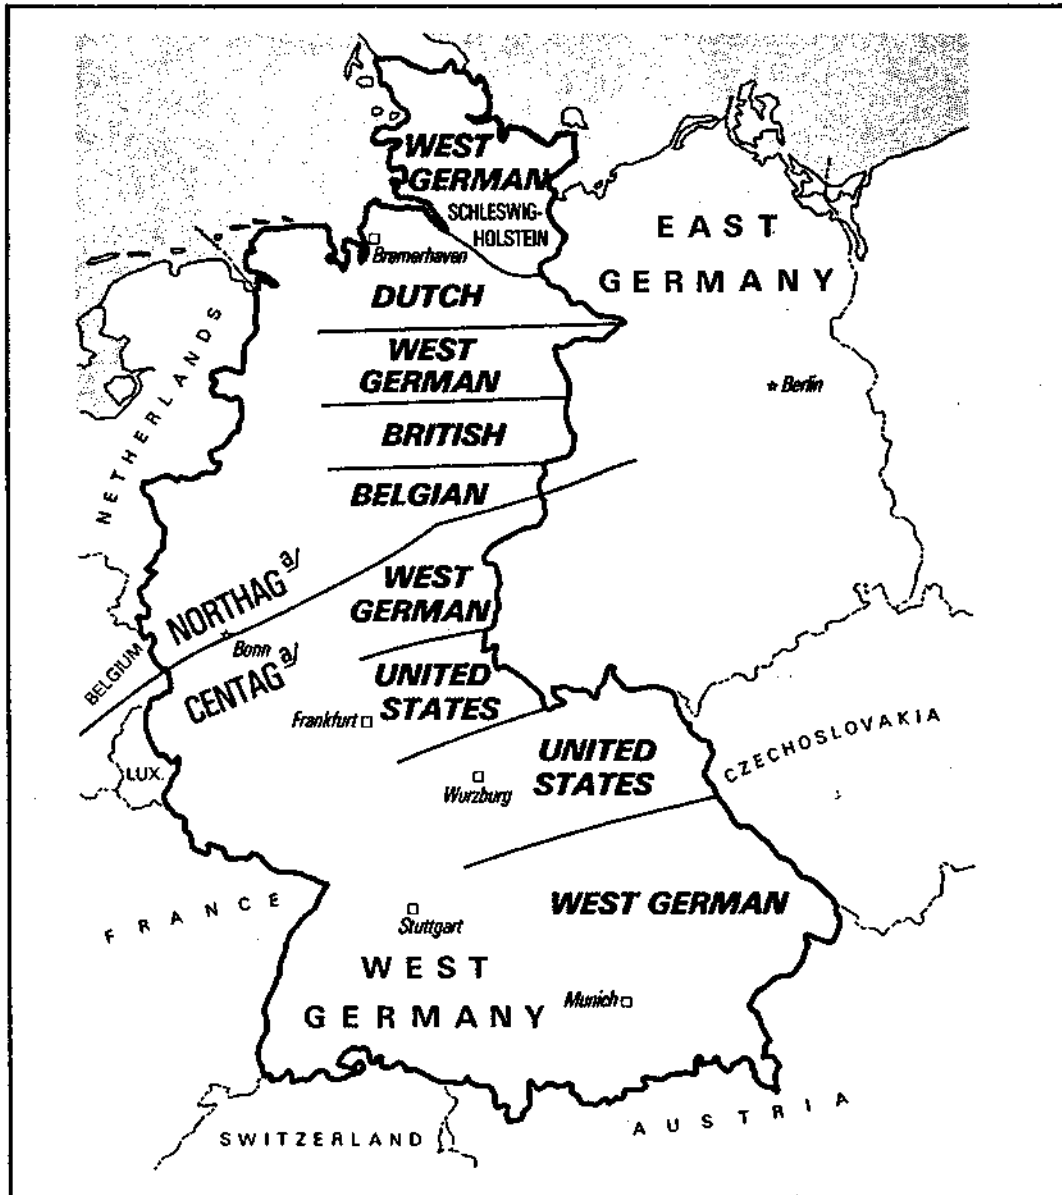 WEST
GERMAN
SCHLESWIG-
HOLSTEIN
EAST
GERMANY
Bremerhaven
DUTCH
NETHERLANDS
WEST
GERMAN
Berlin
BRITISH
BELGIAN
NORTHAG a/
WEST
GERMAN
BELGIUM
Bonn
CENTAG a/
UNITED
STATES
Frankfurt
CZECHOSLOVAKIA
UNITED
STATES
LUX.
Wurzburg
FRANCE
WEST GERMAN
Stuttgart
WEST
GERMANY
Munich
AUSTRIA
SWITZERLAND